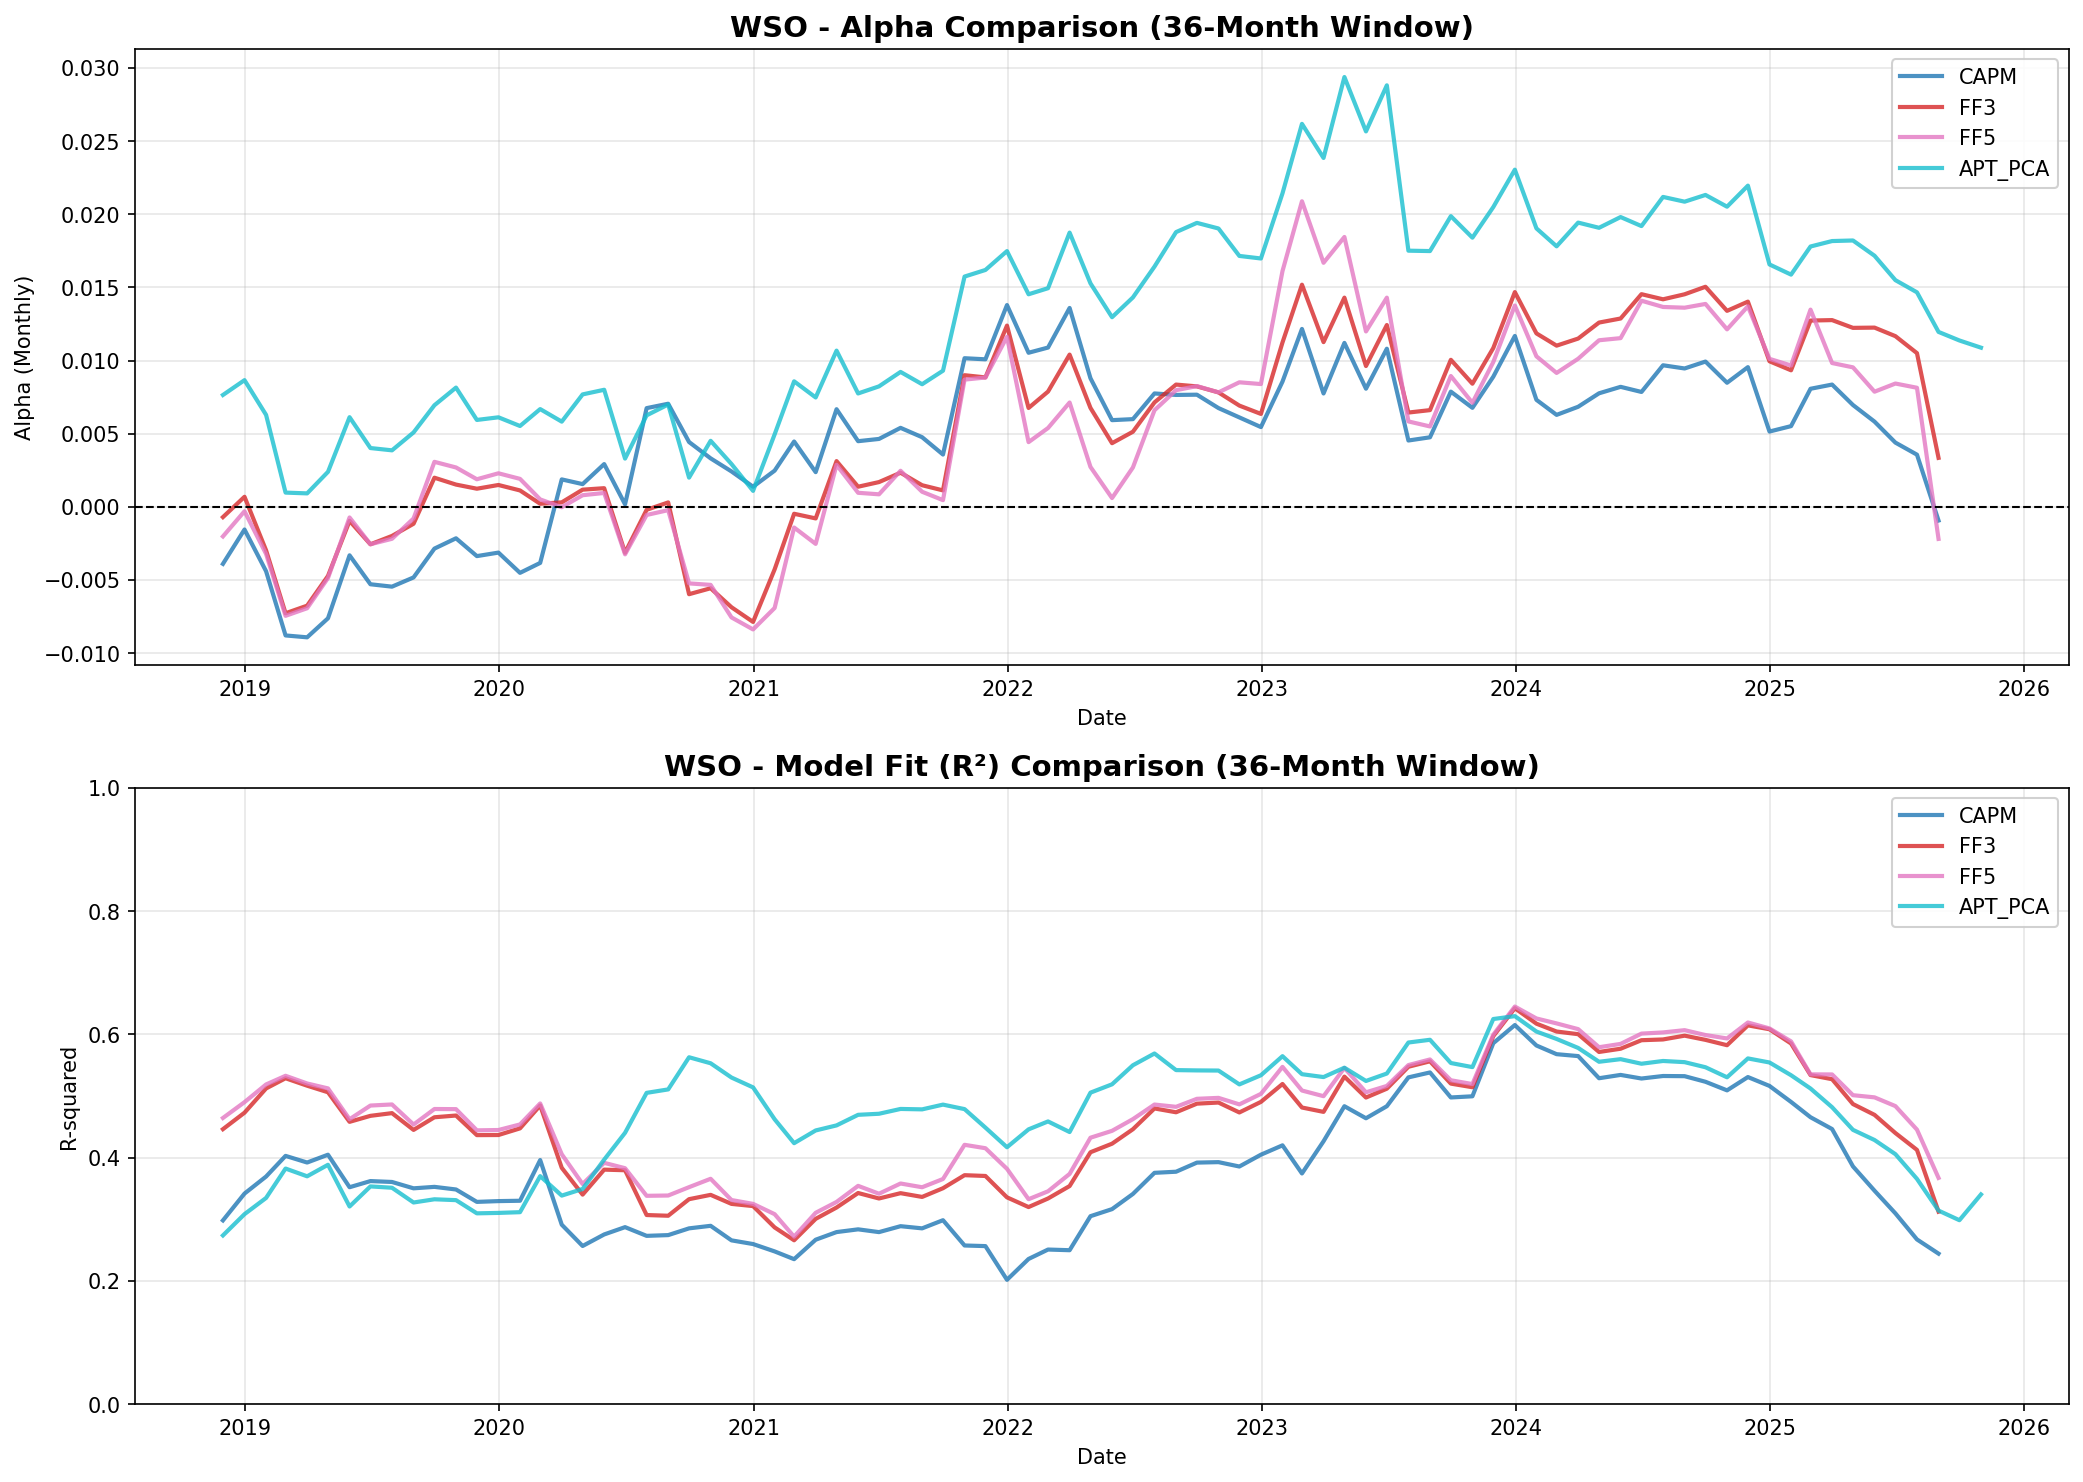 WSO - Alpha Comparison (36-Month Window)
0.030
0.025
0.020
0.015
0.010
0.005
0.000
−0.005
−0.010
Alpha (Monthly)
CAPM
FF3
FF5
APT_PCA
2019 2020 2021 2022 2023 2024 2025 2026
Date
WSO - Model Fit (R²) Comparison (36-Month Window)
1.0
0.8
0.6
0.4
0.2
0.0
R-squared
CAPM
FF3
FF5
APT_PCA
2019 2020 2021 2022 2023 2024 2025 2026
Date